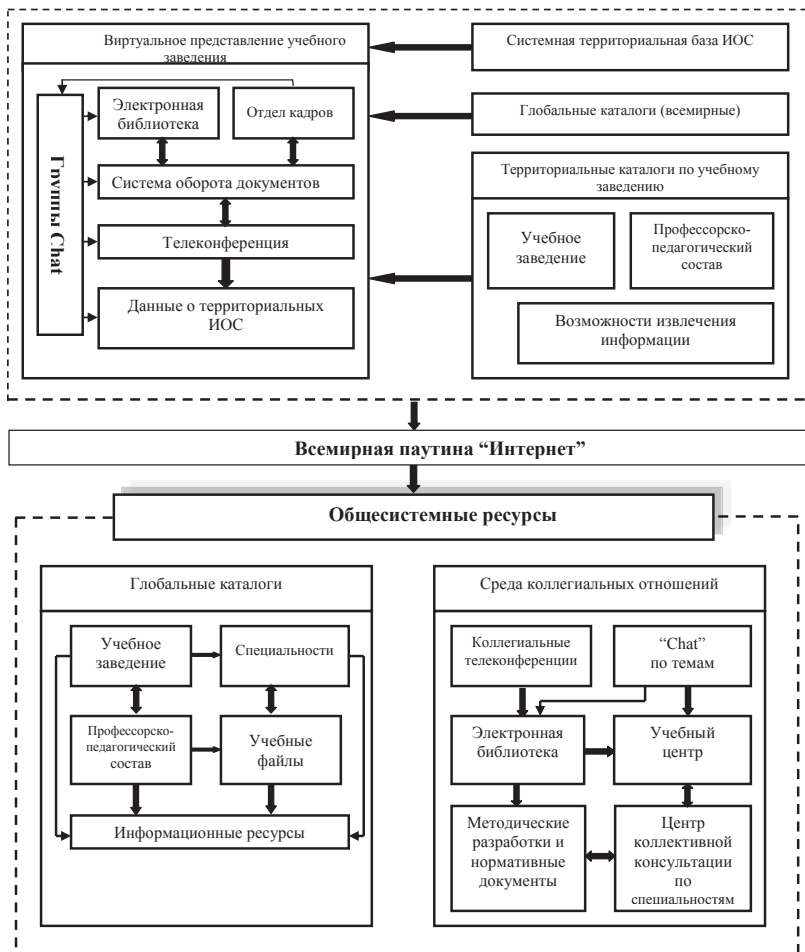 Виртуальное представление учебного
заведения
Электронная
библиотека
Отдел кадров
Группы Chat
Система оборота документов
Телеконференция
Данные о территориальных
ИОС
Системная территориальная база ИОС
Глобальные каталоги (всемирные)
Территориальные каталоги по учебному
заведению
Учебное
заведение
Профессорско-
педагогический
состав
Возможности извлечения
информации
Всемирная паутина “Интернет”
Общесистемные ресурсы
Глобальные каталоги
Учебное
заведение
Специальности
Профессорско-
педагогический
состав
Учебные
файлы
Информационные ресурсы
Среда коллегиальных отношений
Коллегиальные
телеконференции
“Chat”
по темам
Электронная
библиотека
Учебный
центр
Методические
разработки и
нормативные
документы
Центр
коллективной
консультации
по
специальностям